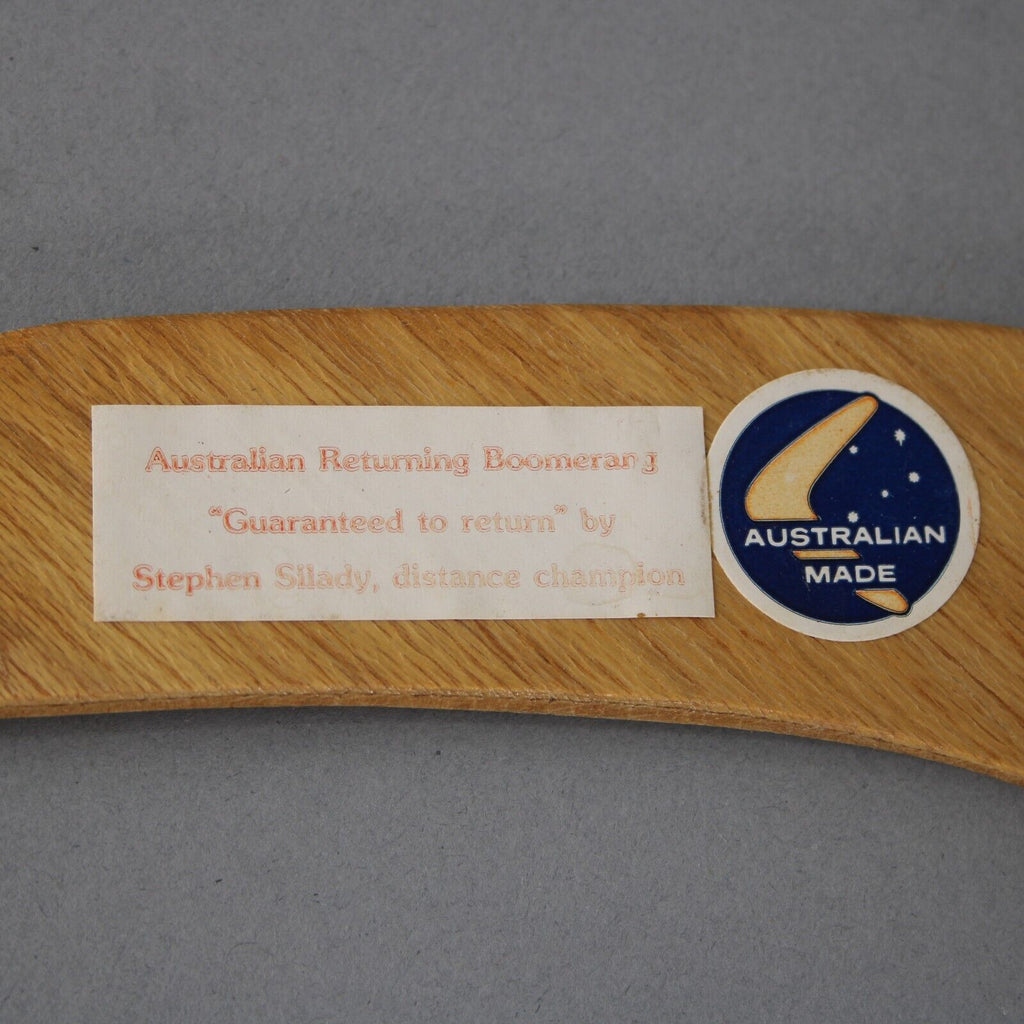 Australian Returning Boomerang
"Guaranteed to return" by
Stephen Silady, distance champion
AUSTRALIAN
MADE